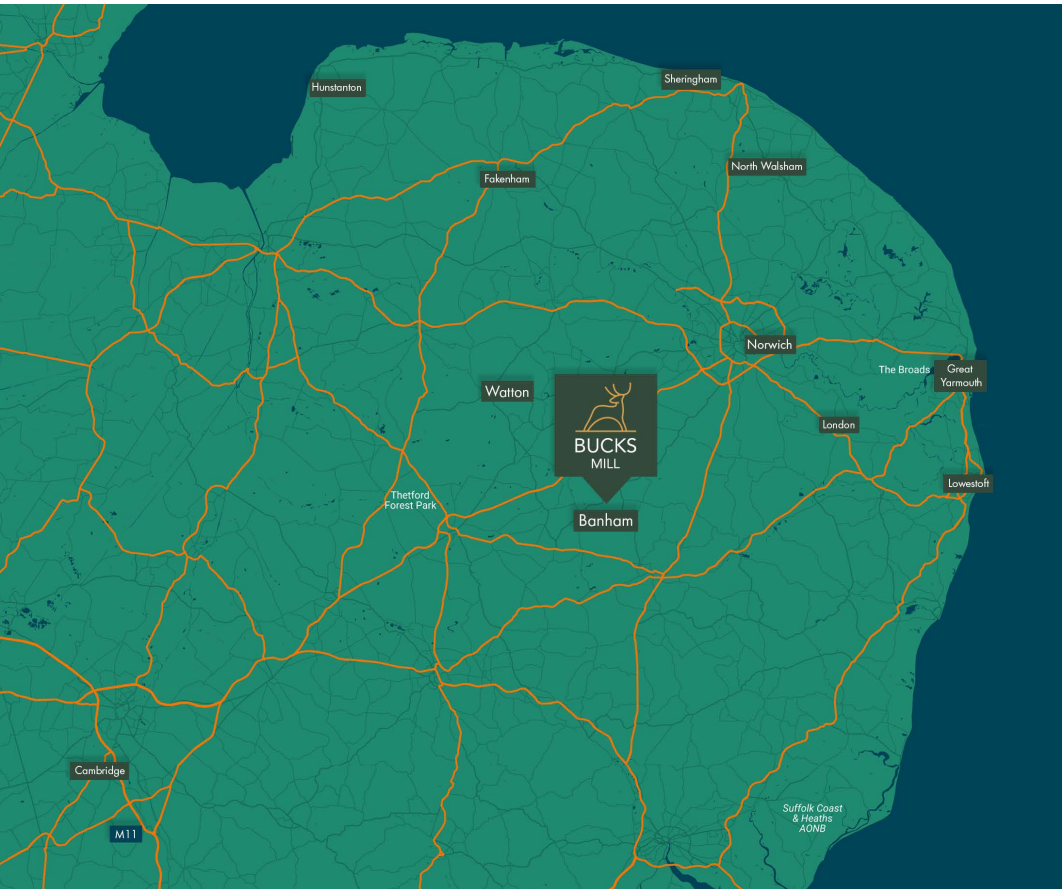 Sheringham
Hunstanton
North Walsham
Fakenham
Norwich
The Broads
Great
Yarmouth
Watton
BUCKS
MILL
London
Lowestoft
Thetford
Forest Park
Banham
Cambridge
Suffolk Coast
& Heaths
AONB
M11